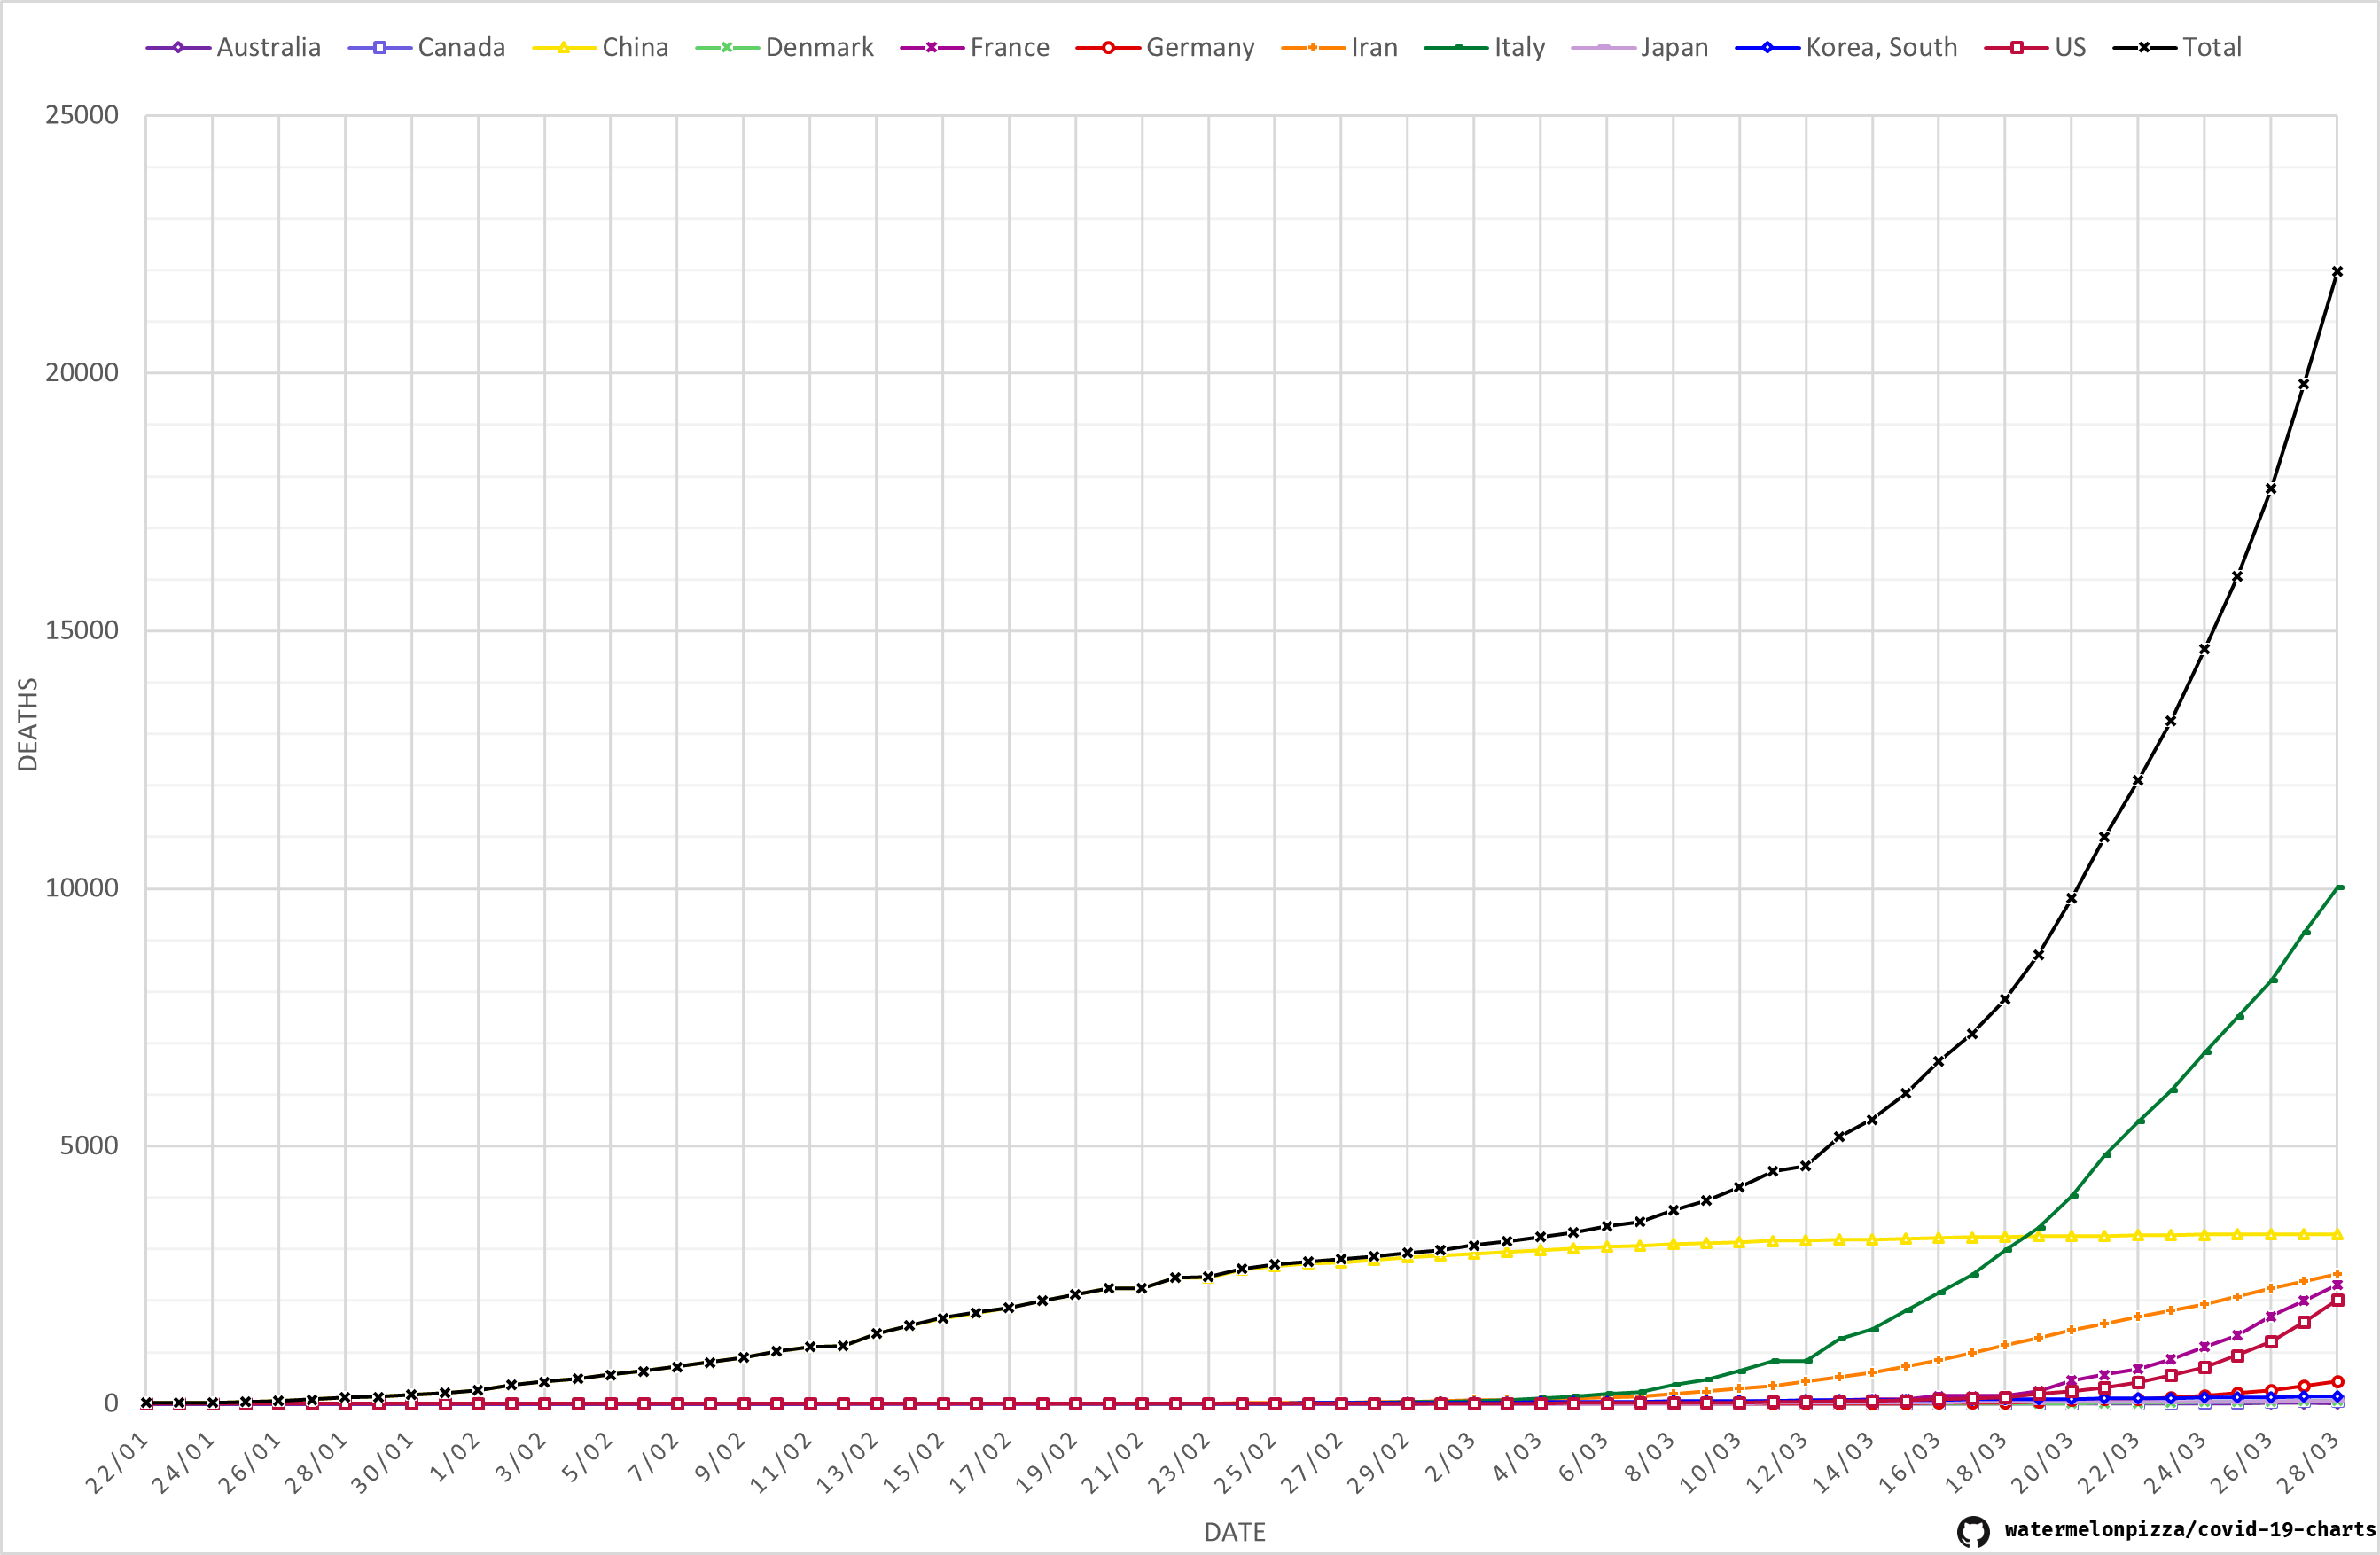 Australia Canada China Denmark France Germany Iran Italy Japan Korea, South US Total
25000
20000
15000
10000
5000
0
DEATHS
22/01 24/01 26/01 28/01 30/01 1/02 3/02 5/02 7/02 9/02 11/02 13/02 15/02 17/02 19/02 21/02 23/02 25/02 27/02 29/02 2/03 4/03 6/03 8/03 10/03 12/03 14/03 16/03 18/03 20/03 22/03 24/03 26/03 28/03
DATE
watermelonpizza/covid-19-charts